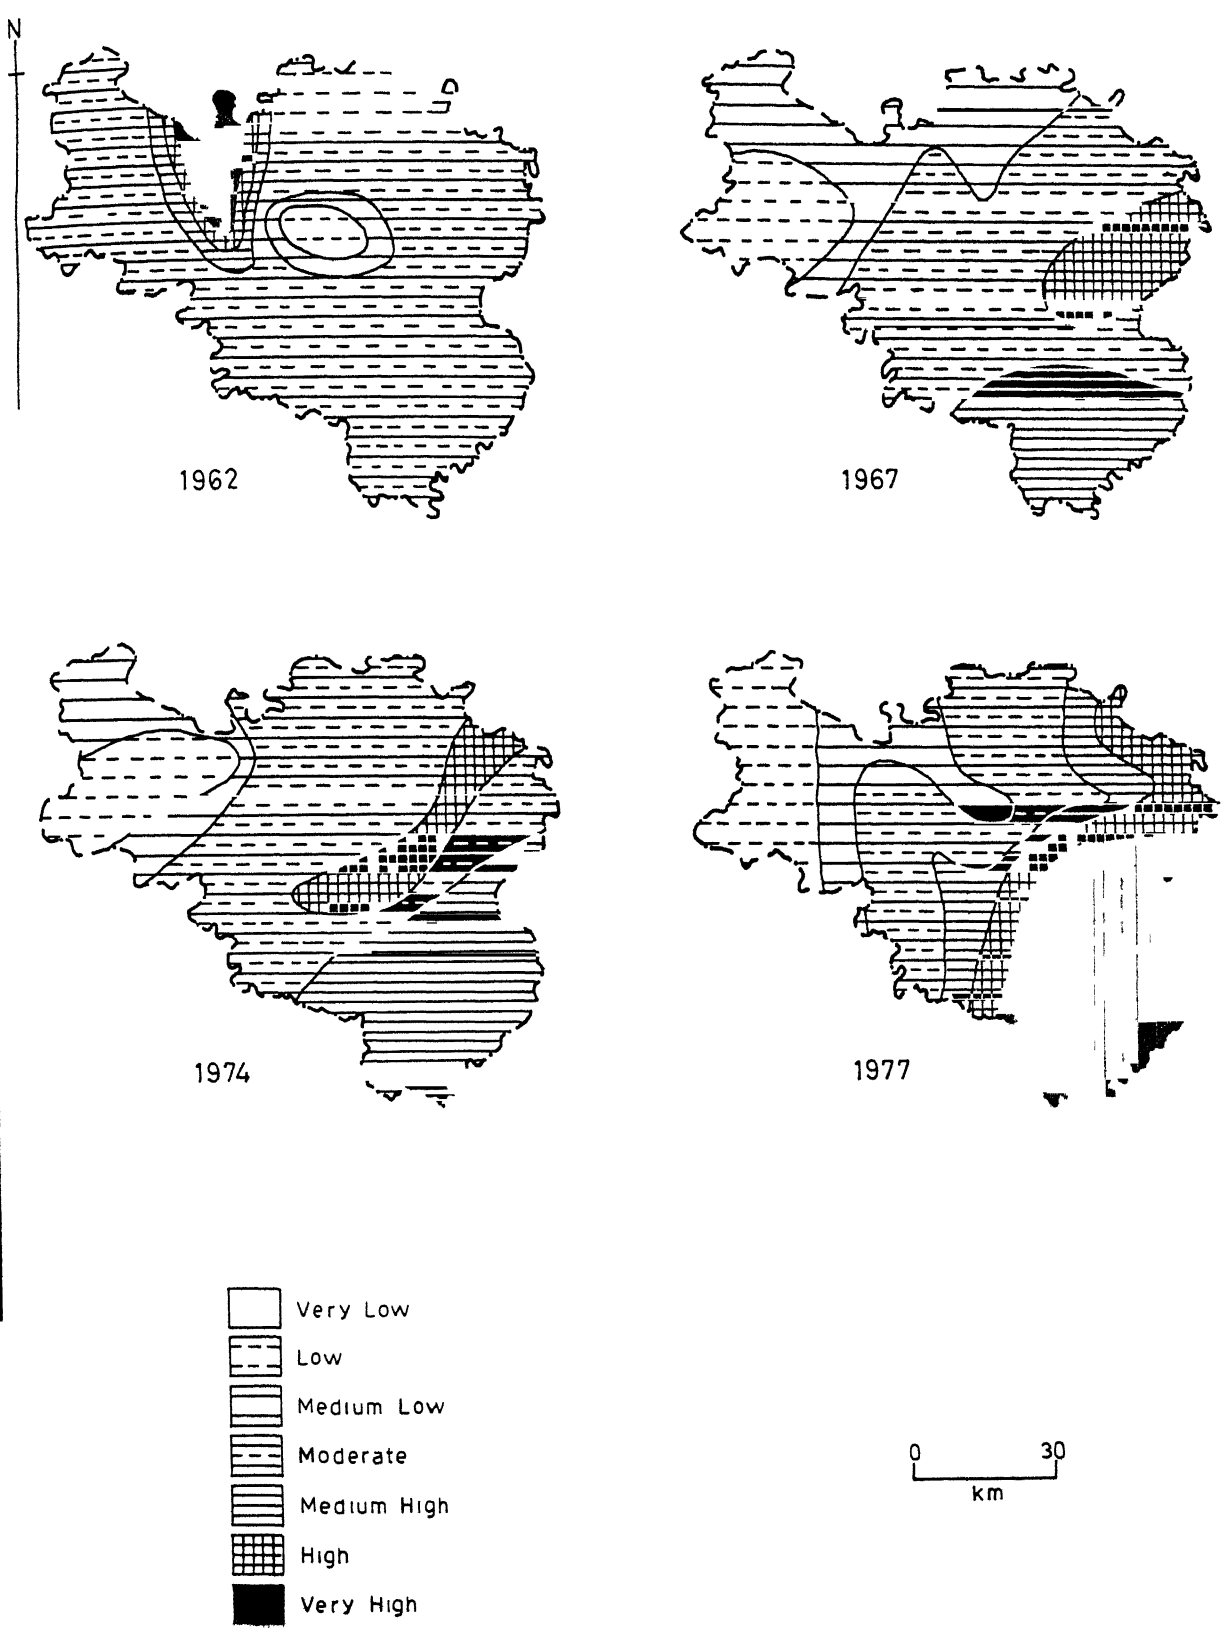 N
1962
1967
1974
1977
Very Low
Low
Medium Low
Moderate
Medium High
High
Very High
0 30
km